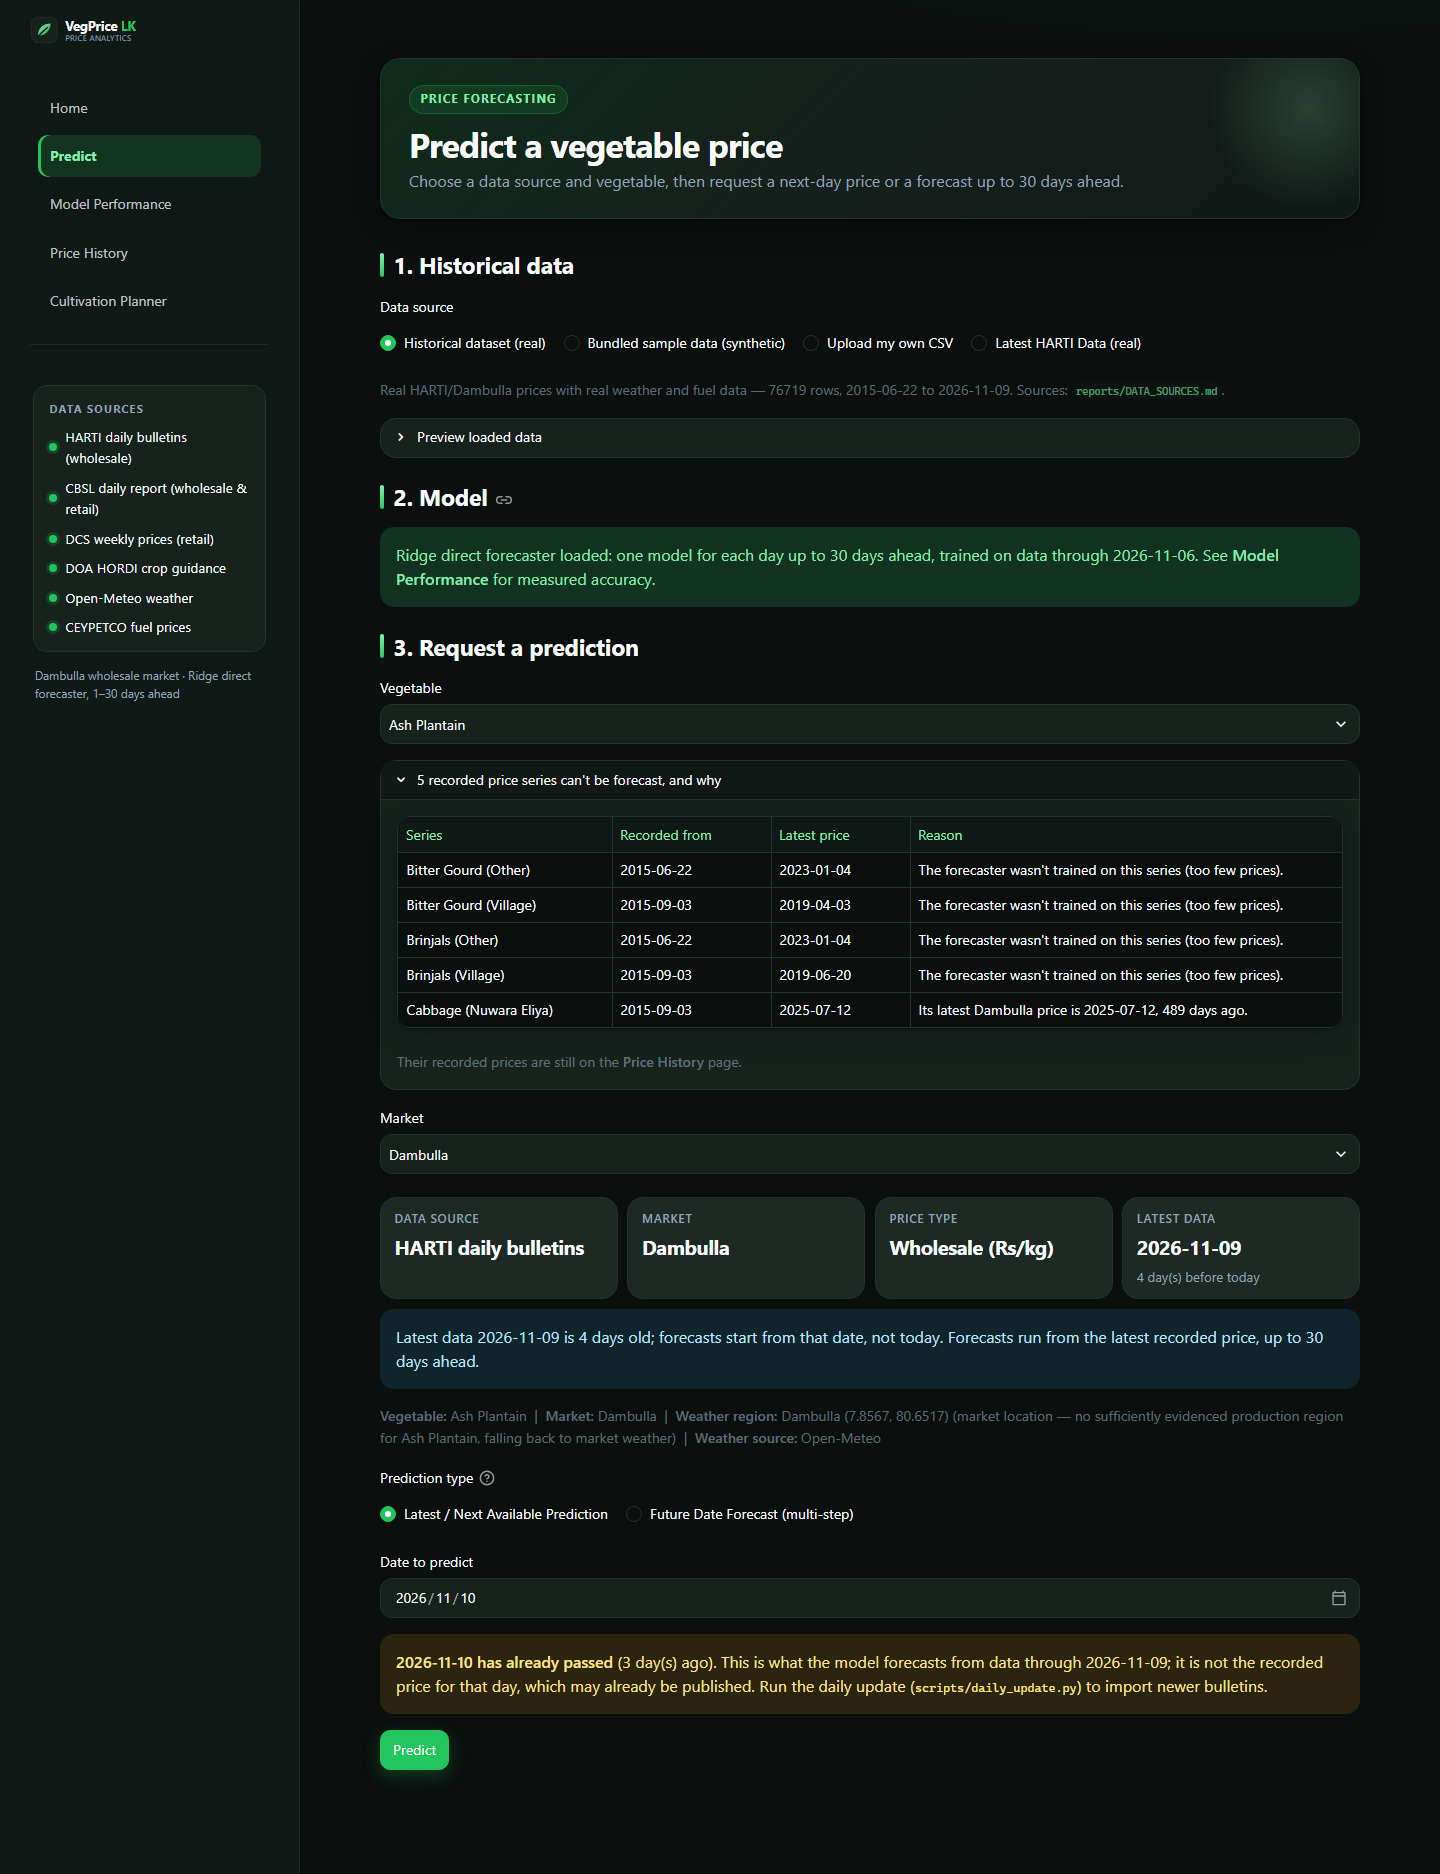 VegPrice LK
PRICE ANALYTICS
Home
Predict
Model Performance
Price History
Cultivation Planner
DATA SOURCES
HARTI daily bulletins
(wholesale)
CBSL daily report (wholesale &
retail)
DCS weekly prices (retail)
DOA HORDI crop guidance
Open-Meteo weather
CEYPETCO fuel prices
Dambulla wholesale market · Ridge direct
forecaster, 1–30 days ahead
PRICE FORECASTING
Predict a vegetable price
Choose a data source and vegetable, then request a next-day price or a forecast up to 30 days ahead.
1. Historical data
Data source
Historical dataset (real) Bundled sample data (synthetic) Upload my own CSV Latest HARTI Data (real)
Real HARTI/Dambulla prices with real weather and fuel data — 76719 rows, 2015-06-22 to 2026-11-09. Sources: reports/DATA_SOURCES.md.
Preview loaded data
2. Model
Ridge direct forecaster loaded: one model for each day up to 30 days ahead, trained on data through 2026-11-06. See Model
Performance for measured accuracy.
3. Request a prediction
Vegetable
Ash Plantain
5 recorded price series can't be forecast, and why
Series Recorded from Latest price Reason
Bitter Gourd (Other) 2015-06-22 2023-01-04 The forecaster wasn't trained on this series (too few prices).
Bitter Gourd (Village) 2015-09-03 2019-04-03 The forecaster wasn't trained on this series (too few prices).
Brinjals (Other) 2015-06-22 2023-01-04 The forecaster wasn't trained on this series (too few prices).
Brinjals (Village) 2015-09-03 2019-06-20 The forecaster wasn't trained on this series (too few prices).
Cabbage (Nuwara Eliya) 2015-09-03 2025-07-12 Its latest Dambulla price is 2025-07-12, 489 days ago.
Their recorded prices are still on the Price History page.
Market
Dambulla
DATA SOURCE
HARTI daily bulletins
MARKET
Dambulla
PRICE TYPE
Wholesale (Rs/kg)
LATEST DATA
2026-11-09
4 day(s) before today
Latest data 2026-11-09 is 4 days old; forecasts start from that date, not today. Forecasts run from the latest recorded price, up to 30
days ahead.
Vegetable: Ash Plantain | Market: Dambulla | Weather region: Dambulla (7.8567, 80.6517) (market location — no sufficiently evidenced production region
for Ash Plantain, falling back to market weather) | Weather source: Open-Meteo
Prediction type
Latest / Next Available Prediction Future Date Forecast (multi-step)
Date to predict
2026/11/10
2026-11-10 has already passed (3 day(s) ago). This is what the model forecasts from data through 2026-11-09; it is not the recorded
price for that day, which may already be published. Run the daily update (scripts/daily_update.py) to import newer bulletins.
Predict